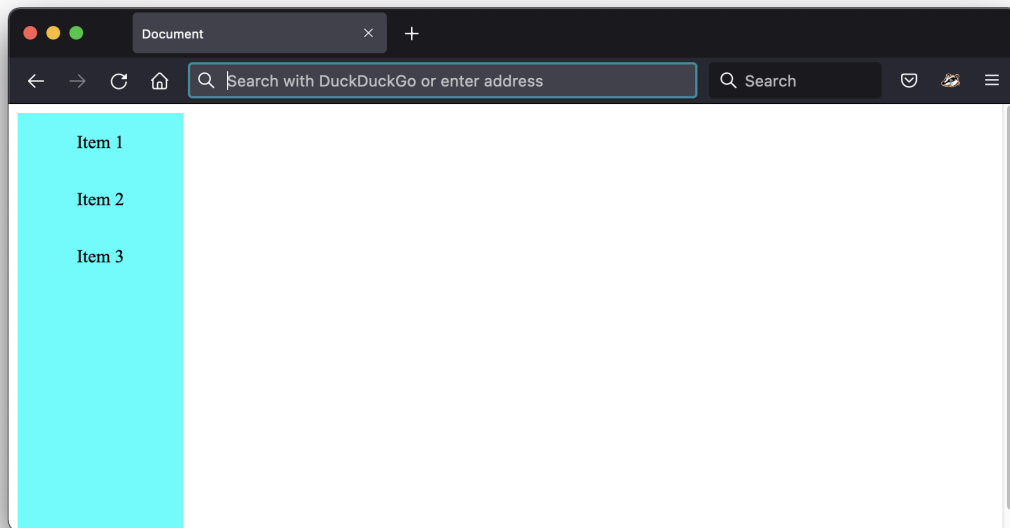 Document
Search with DuckDuckGo or enter address
Search
Item 1
Item 2
Item 3